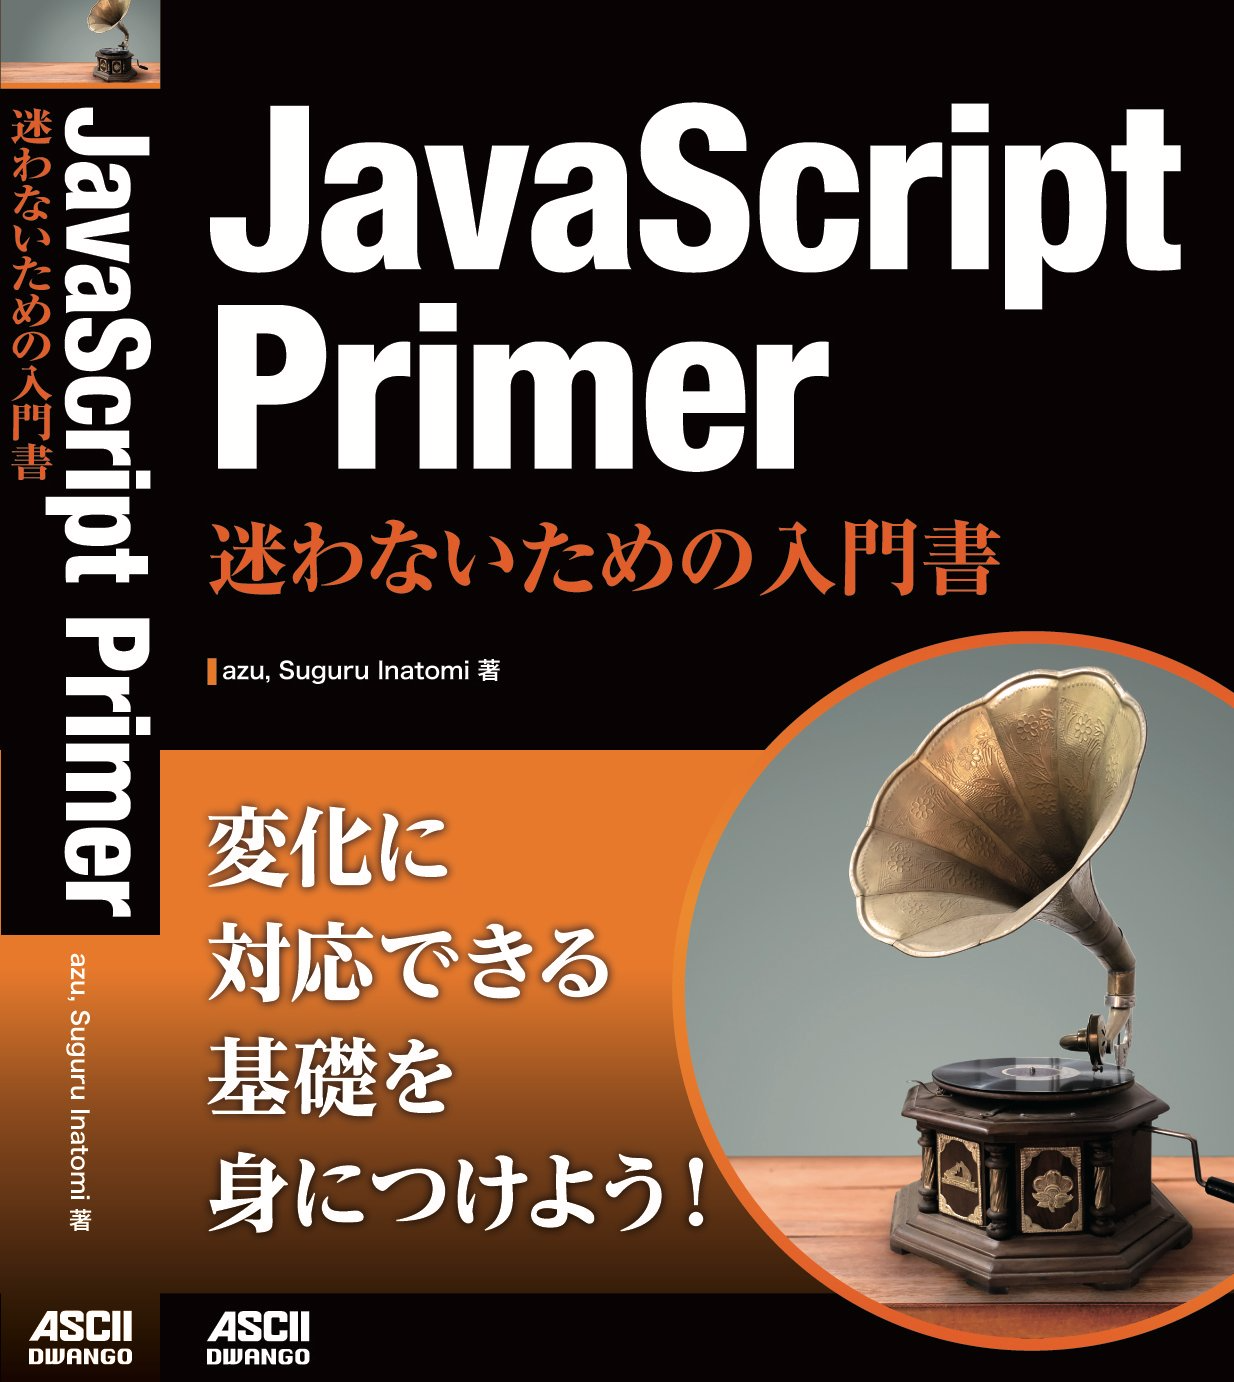 JavaScript Primer
迷わないための入門書
azu, Suguru Inatomi 著
ASCII
DWANGO
JavaScript
Primer
迷わないための入門書
azu, Suguru Inatomi 著
変化に
対応できる
基礎を
身につけよう!
ASCII
DWANGO